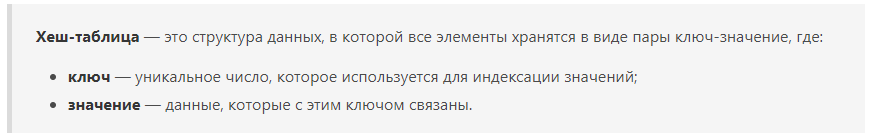 Хеш-таблица — это структура данных, в которой все элементы хранятся в виде пары ключ-значение, где:
• ключ — уникальное число, которое используется для индексации значений;
• значение — данные, которые с этим ключом связаны.